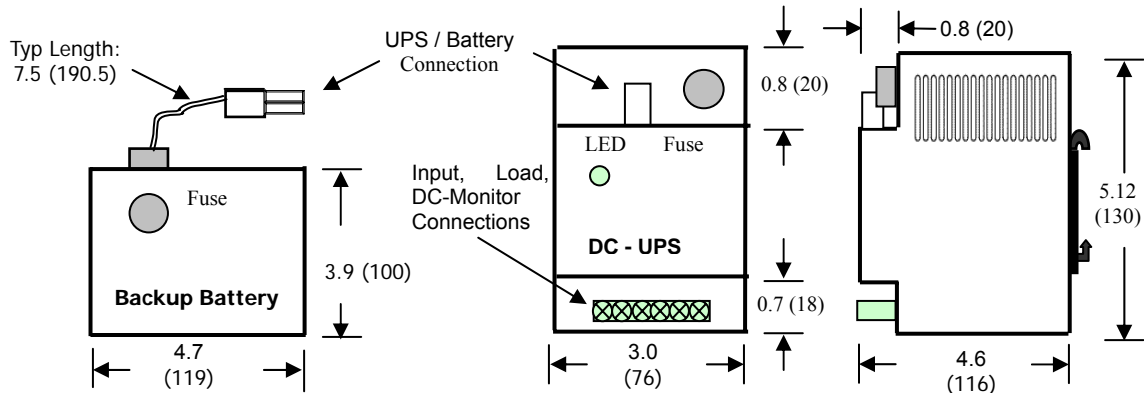 Typ Length:
7.5 (190.5)
UPS / Battery
Connection
Fuse
Backup Battery
3.9 (100)
4.7
(119)
Input, Load,
DC-Monitor
Connections
LED Fuse
DC - UPS
0.8 (20)
0.7 (18)
3.0
(76)
0.8 (20)
5.12
(130)
4.6
(116)